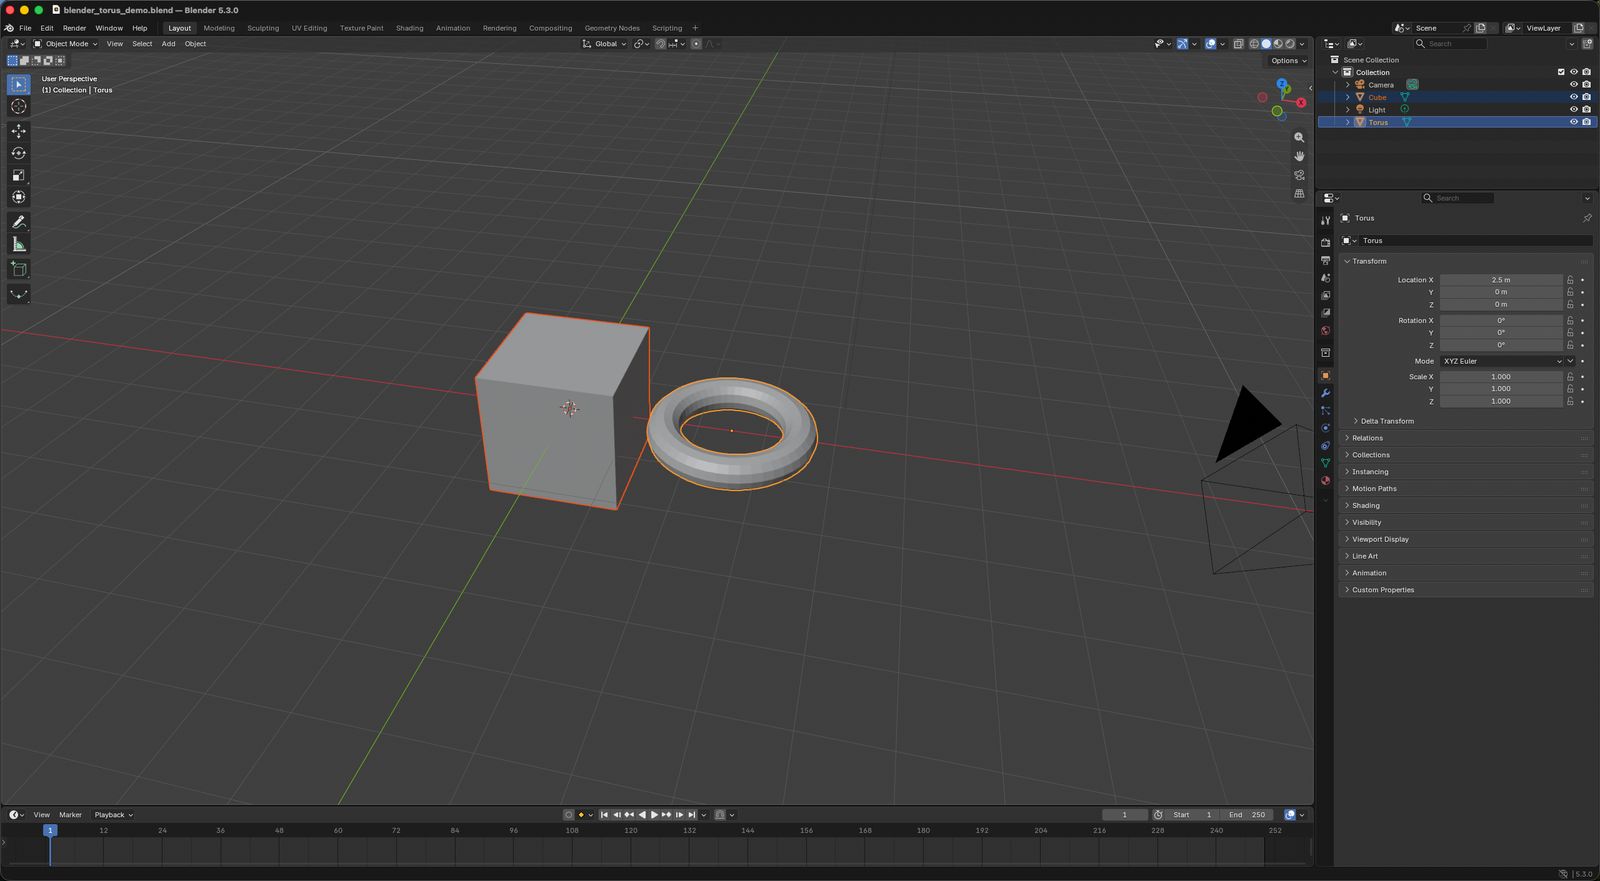 blender_torus_demo.blend — Blender 5.3.0
File Edit Render Window Help Layout Modeling Sculpting UV Editing Texture Paint Shading Animation Rendering Compositing Geometry Nodes Scripting + Scene ViewLayer
Object Mode View Select Add Object Global Search
Options
User Perspective
(1) Collection | Torus
Z
X
Scene Collection
Collection
Camera
Cube
Light
Torus
Search
Torus
Torus
Transform
Location X 2.5 m
Y 0 m
Z 0 m
Rotation X 0°
Y 0°
Z 0°
Mode XYZ Euler
Scale X 1.000
Y 1.000
Z 1.000
Delta Transform
Relations
Collections
Instancing
Motion Paths
Shading
Visibility
Viewport Display
Line Art
Animation
Custom Properties
View Marker Playback 1 Start 1 End 250
1 12 24 36 48 60 72 84 96 108 120 132 144 156 168 180 192 204 216 228 240 252
5.3.0